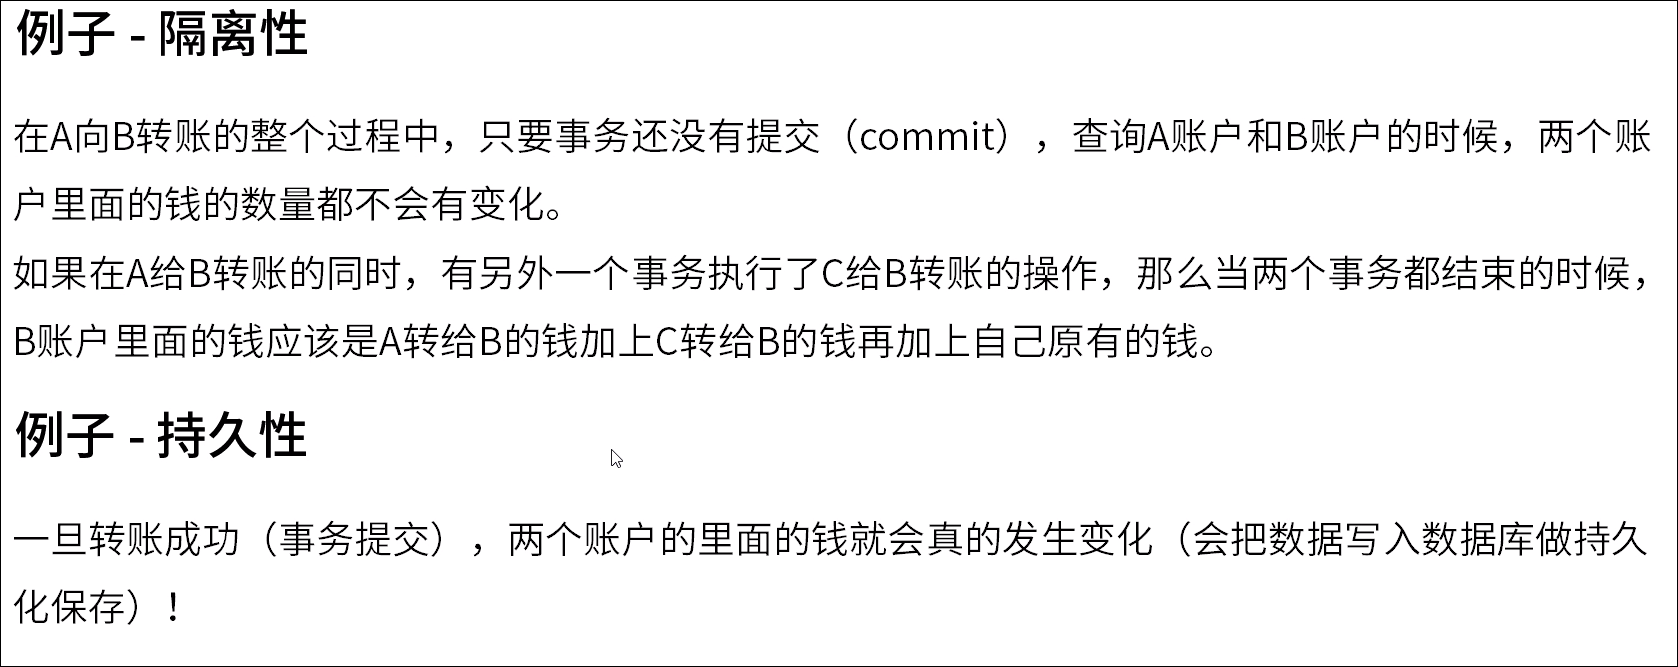 例子 - 隔离性
在A向B转账的整个过程中，只要事务还没有提交（commit），查询A账户和B账户的时候，两个账
户里面的钱的数量都不会有变化。
如果在A给B转账的同时，有另外一个事务执行了C给B转账的操作，那么当两个事务都结束的时候，
B账户里面的钱应该是A转给B的钱加上C转给B的钱再加上自己原有的钱。
例子 - 持久性
一旦转账成功（事务提交），两个账户的里面的钱就会真的发生变化（会把数据写入数据库做持久
化保存）！